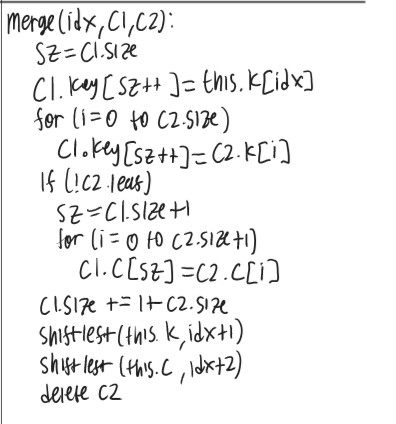 merge(idx, C1, C2):
sz = C1.size
C1.key[sz++] = this.k[idx]
for (i=0 to C2.size)
C1.key[sz++] = C2.k[i]
If (!C2.leaf)
sz = C1.size+1
for (i = 0 to C2.size+1)
C1.C[sz] = C2.C[i]
C1.size += 1+ C2.size
shiftleft(this.k, idx+1)
shiftleft (this.C, idx+2)
delete C2